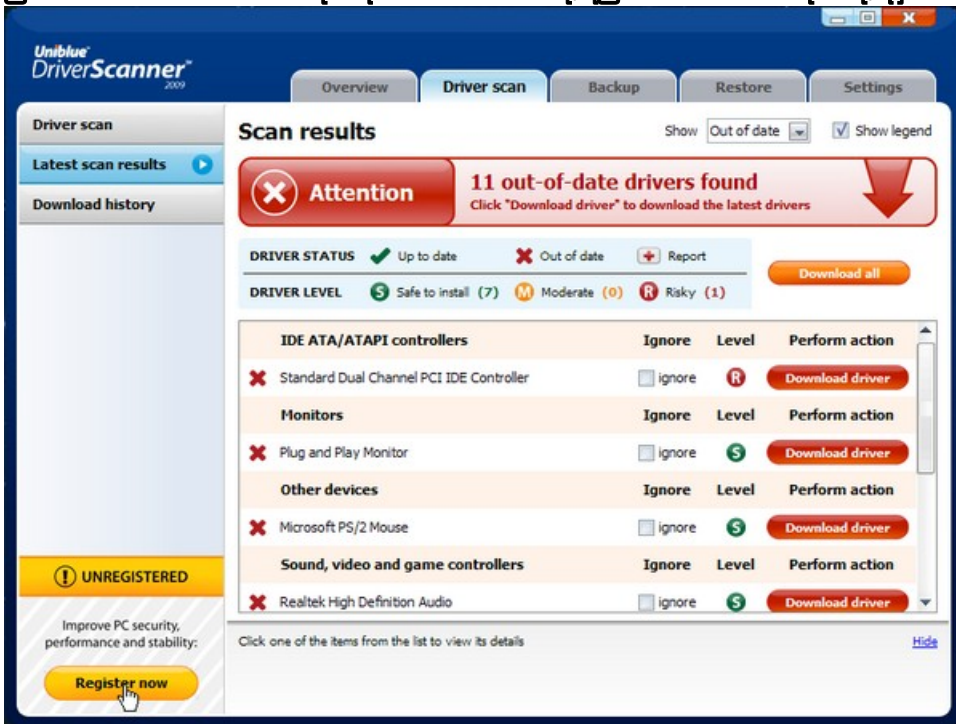 Uniblue
DriverScanner™
2009
Overview
Driver scan
Backup
Restore
Settings
Driver scan
Latest scan results
Download history
Scan results
Show Out of date
Show legend
Attention
11 out-of-date drivers found
Click "Download driver" to download the latest drivers
DRIVER STATUS Up to date Out of date Report
DRIVER LEVEL S Safe to install (7) M Moderate (0) R Risky (1)
Download all
IDE ATA/ATAPI controllers Ignore Level Perform action
Standard Dual Channel PCI IDE Controller ignore R Download driver
Monitors Ignore Level Perform action
Plug and Play Monitor ignore S Download driver
Other devices Ignore Level Perform action
Microsoft PS/2 Mouse ignore S Download driver
Sound, video and game controllers Ignore Level Perform action
Realtek High Definition Audio ignore S Download driver
Click one of the items from the list to view its details
Hide
! UNREGISTERED
Improve PC security,
performance and stability:
Register now